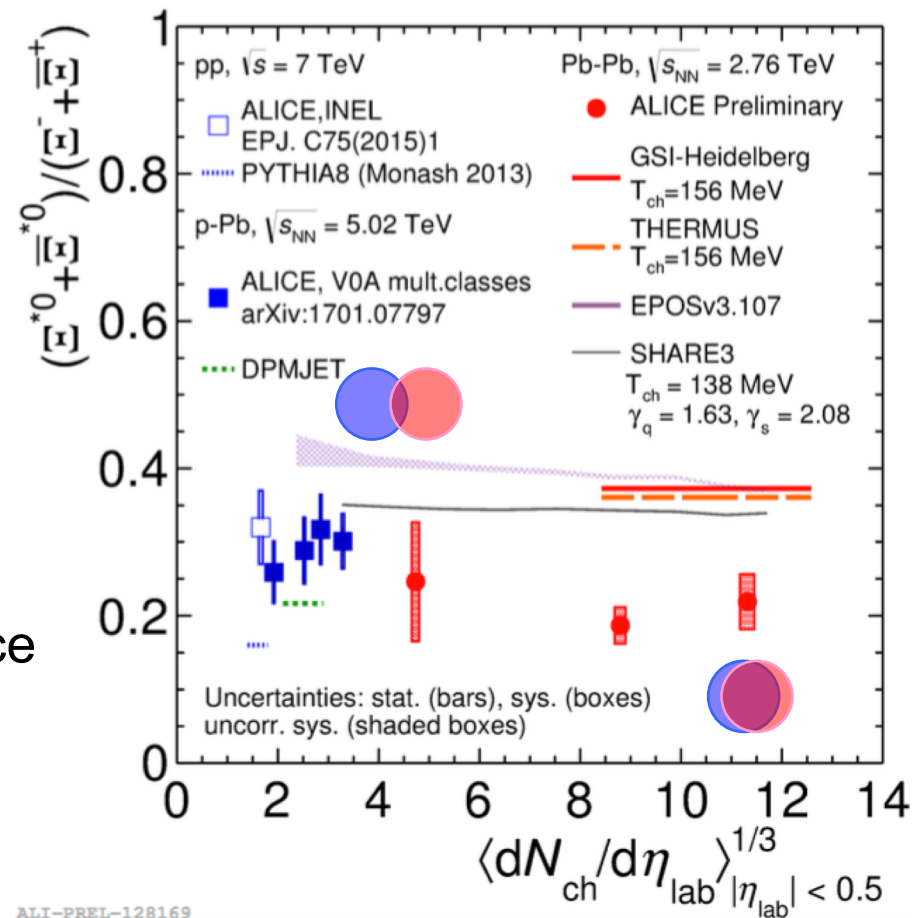 (Ξ*⁰+Ξ̅*⁰)/(Ξ⁻+Ξ̅⁺)
1
0.8
0.6
0.4
0.2
0
pp, √s = 7 TeV
ALICE,INEL
EPJ. C75(2015)1
PYTHIA8 (Monash 2013)
p-Pb, √sNN = 5.02 TeV
ALICE, V0A mult.classes
arXiv:1701.07797
DPMJET
Pb-Pb, √sNN = 2.76 TeV
ALICE Preliminary
GSI-Heidelberg
Tch=156 MeV
THERMUS
Tch=156 MeV
EPOSv3.107
SHARE3
Tch = 138 MeV
γq = 1.63, γs = 2.08
ce
Uncertainties: stat. (bars), sys. (boxes)
uncorr. sys. (shaded boxes)
0 2 4 6 8 10 12 14
⟨dNch/dηlab⟩^1/3 |ηlab| < 0.5
ALI-PREL-128169